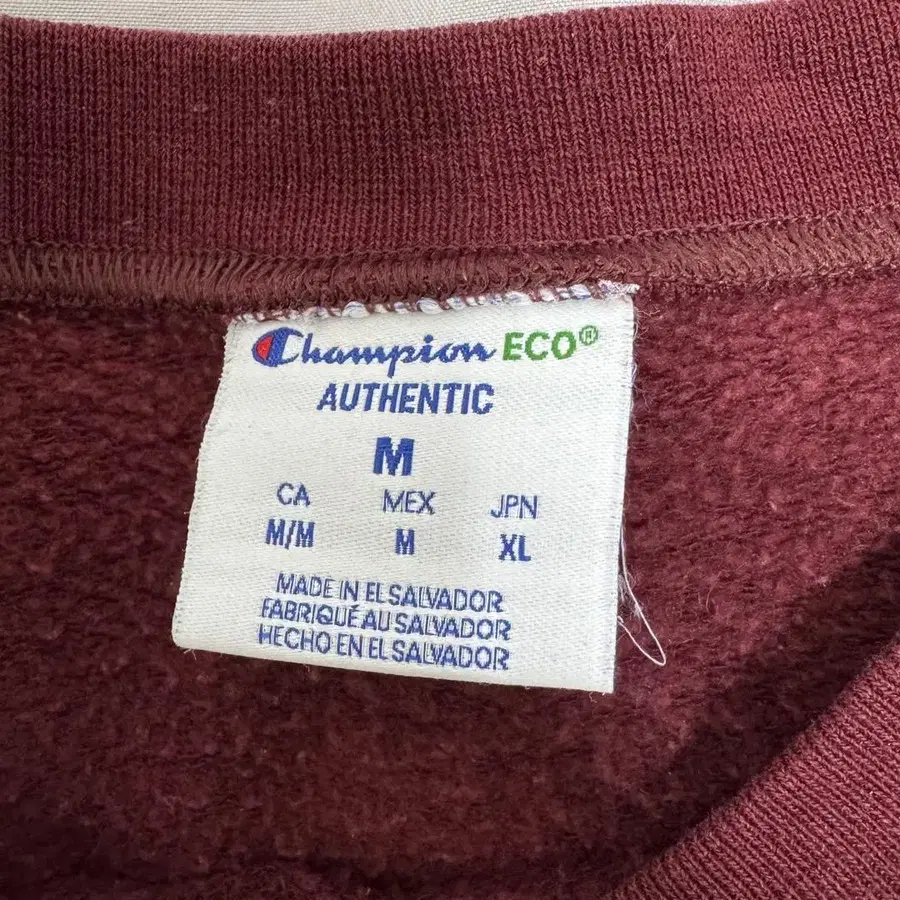 Champion ECO®
AUTHENTIC
M
CA MEX JPN
M/M M XL
MADE IN EL SALVADOR
FABRIQUÉ AU SALVADOR
HECHO EN EL SALVADOR